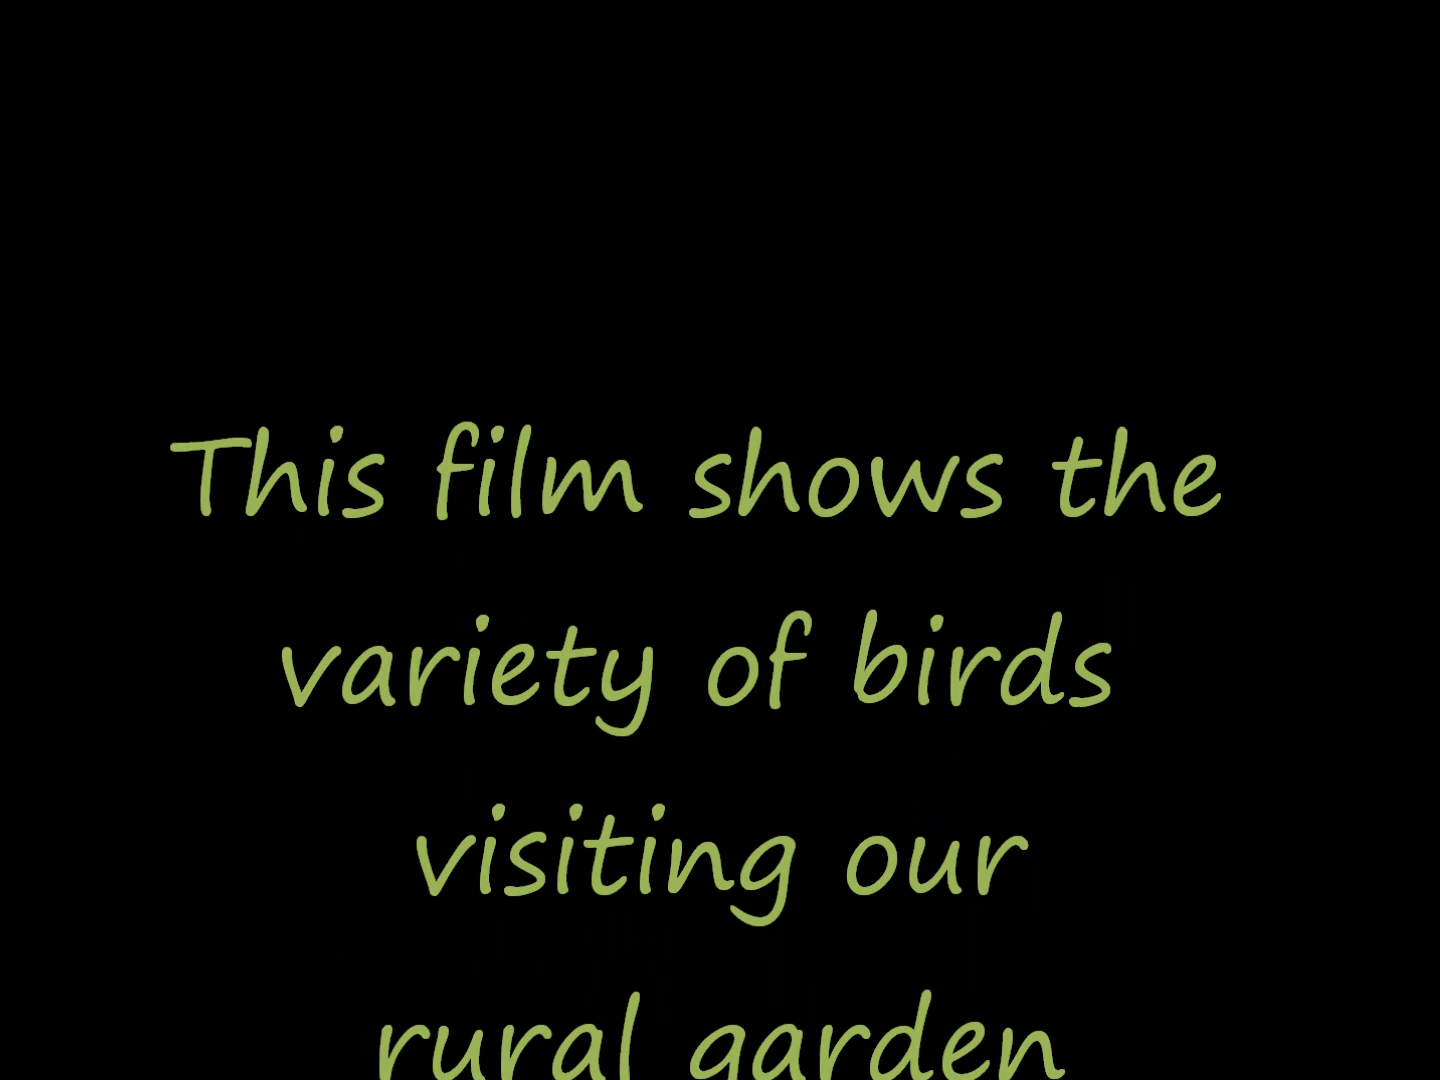 This film shows the
variety of birds
visiting our
rural garden